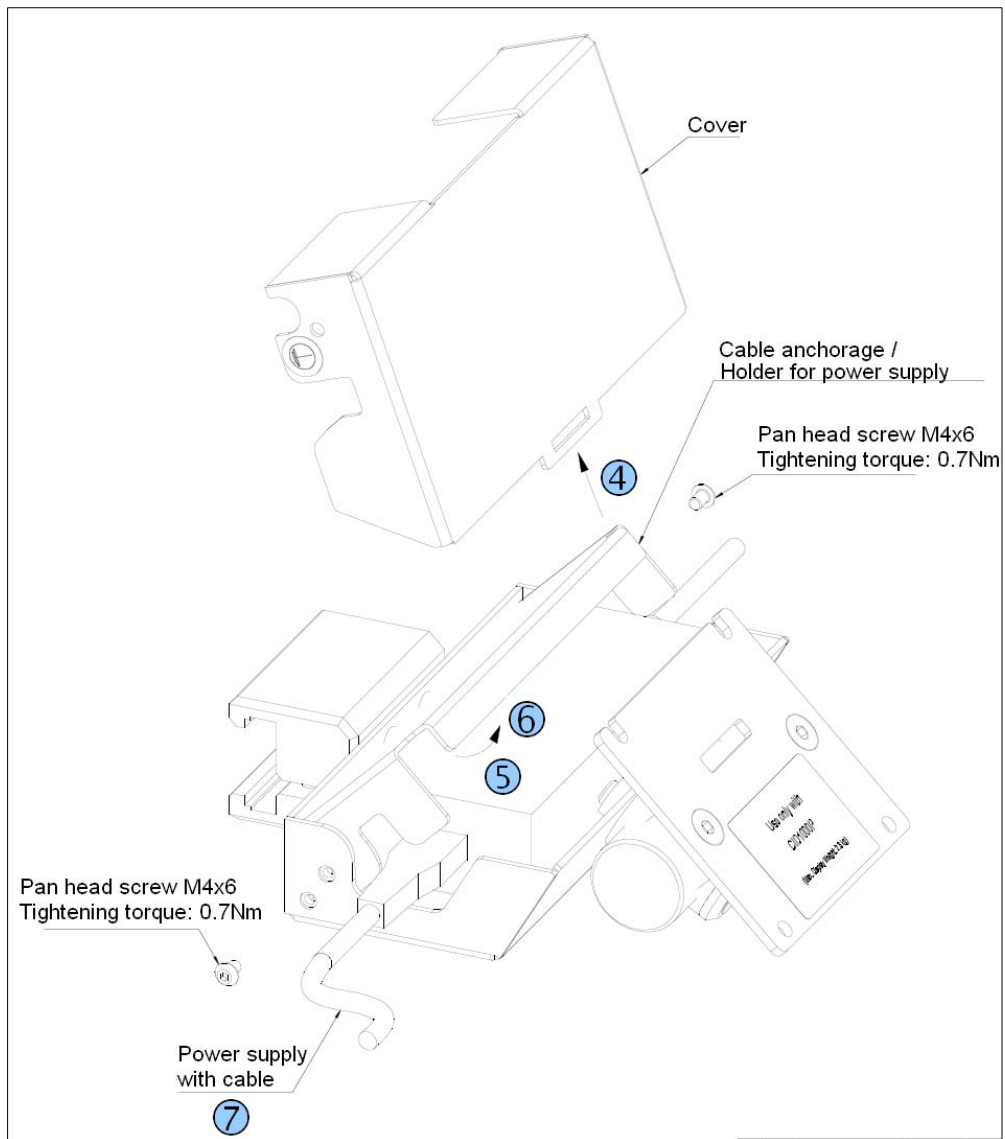 Cover
Cable anchorage /
Holder for power supply
Pan head screw M4x6
Tightening torque: 0.7Nm
4
6
5
Use only with
Pan head screw M4x6
Tightening torque: 0.7Nm
Power supply
with cable
7